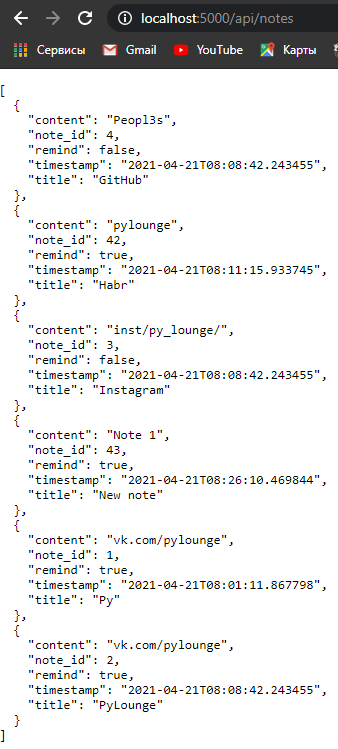 localhost:5000/api/notes
Сервисы Gmail YouTube Карты
[
  {
    "content": "Peopl3s",
    "note_id": 4,
    "remind": false,
    "timestamp": "2021-04-21T08:08:42.243455",
    "title": "GitHub"
  },
  {
    "content": "pylounge",
    "note_id": 42,
    "remind": true,
    "timestamp": "2021-04-21T08:11:15.933745",
    "title": "Habr"
  },
  {
    "content": "inst/py_lounge/",
    "note_id": 3,
    "remind": false,
    "timestamp": "2021-04-21T08:08:42.243455",
    "title": "Instagram"
  },
  {
    "content": "Note 1",
    "note_id": 43,
    "remind": true,
    "timestamp": "2021-04-21T08:26:10.469844",
    "title": "New note"
  },
  {
    "content": "vk.com/pylounge",
    "note_id": 1,
    "remind": true,
    "timestamp": "2021-04-21T08:01:11.867798",
    "title": "Py"
  },
  {
    "content": "vk.com/pylounge",
    "note_id": 2,
    "remind": true,
    "timestamp": "2021-04-21T08:08:42.243455",
    "title": "PyLounge"
  }
]